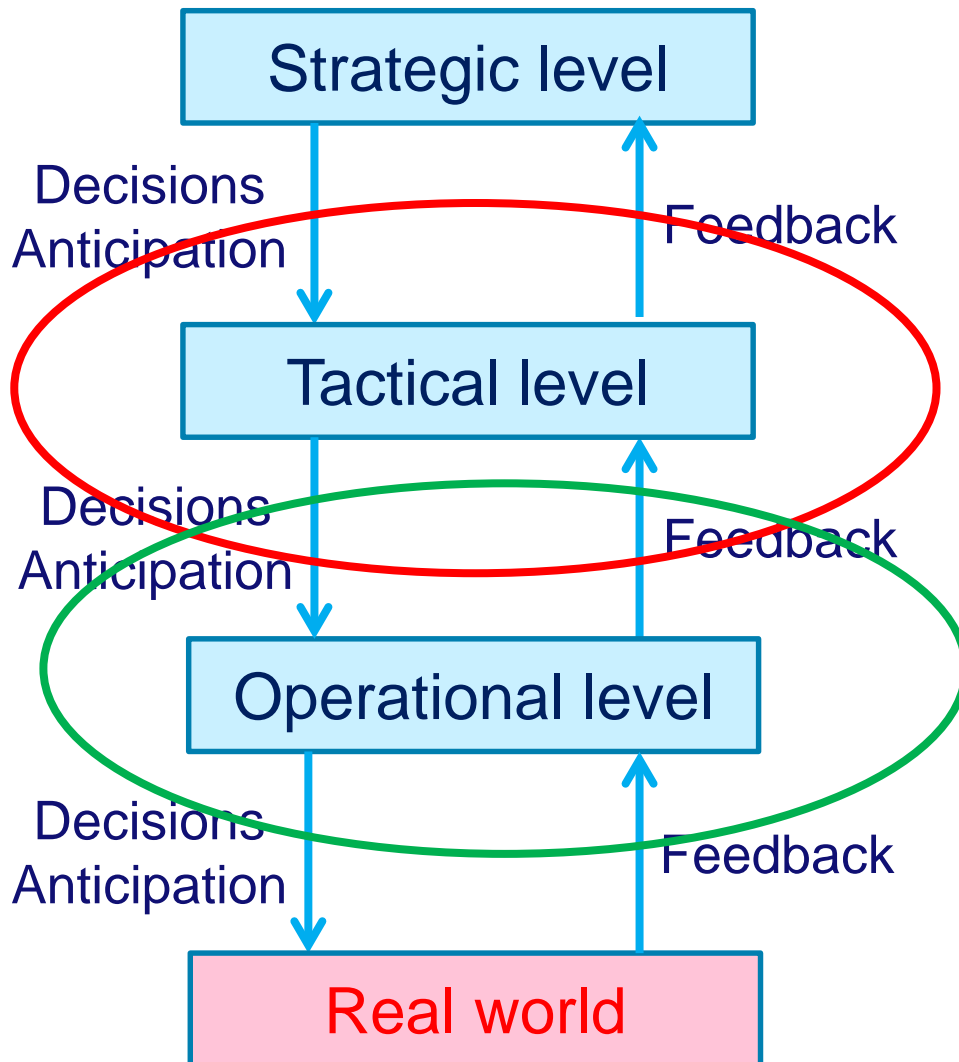 Strategic level
Decisions
Anticipation
Feedback
Tactical level
Decisions
Anticipation
Feedback
Operational level
Decisions
Anticipation
Feedback
Real world